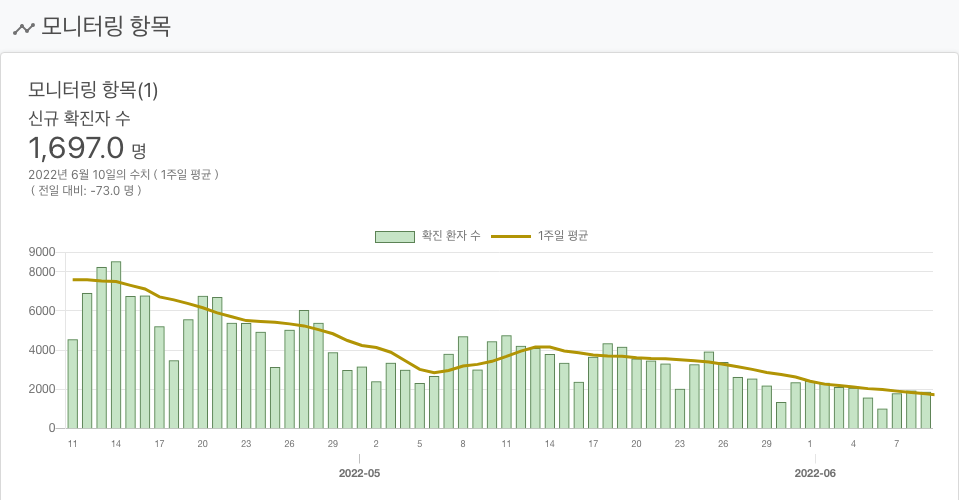 모니터링 항목
모니터링 항목(1)
신규 확진자 수
1,697.0 명
2022년 6월 10일의 수치 ( 1주일 평균 )
( 전일 대비: -73.0 명 )
확진 환자 수 1주일 평균
9000
8000
6000
4000
2000
0
11 14 17 20 23 26 29 2 5 8 11 14 17 20 23 26 29 1 4 7
2022-05 2022-06